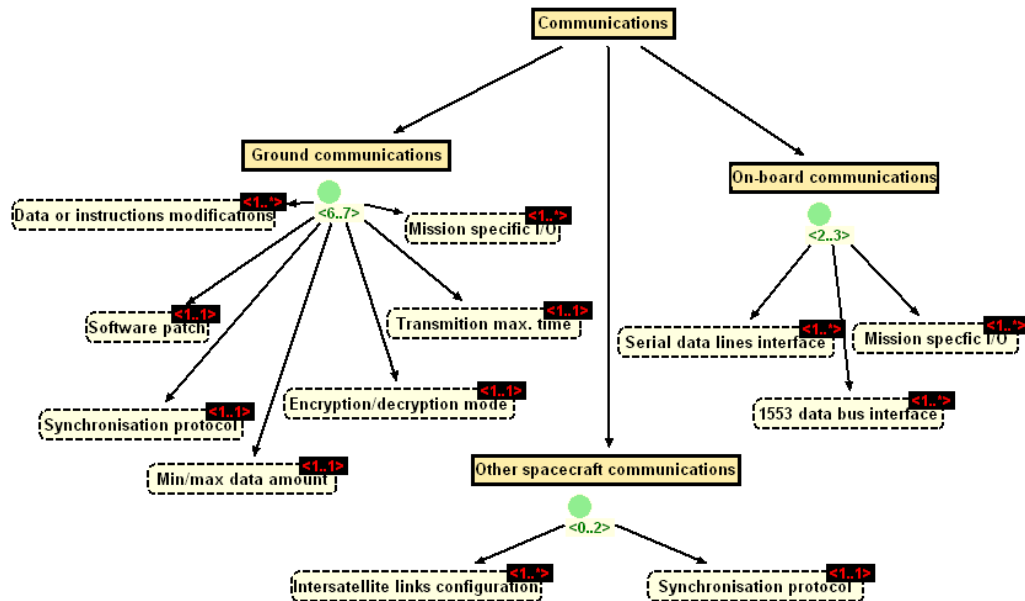 Communications
Ground communications
On-board communications
<1..*>
Data or instructions modifications
<6..7>
<1..*>
Mission specific I/O
<2..3>
<1..1>
Software patch
<1..1>
Transmition max. time
<1..*>
Serial data lines interface
<1..*>
Mission specfic I/O
<1..1>
Synchronisation protocol
<1..1>
Encryption/decryption mode
<1..*>
1553 data bus interface
<1..1>
Min/max data amount
Other spacecraft communications
<0..2>
<1..*>
Intersatellite links configuration
<1..1>
Synchronisation protocol